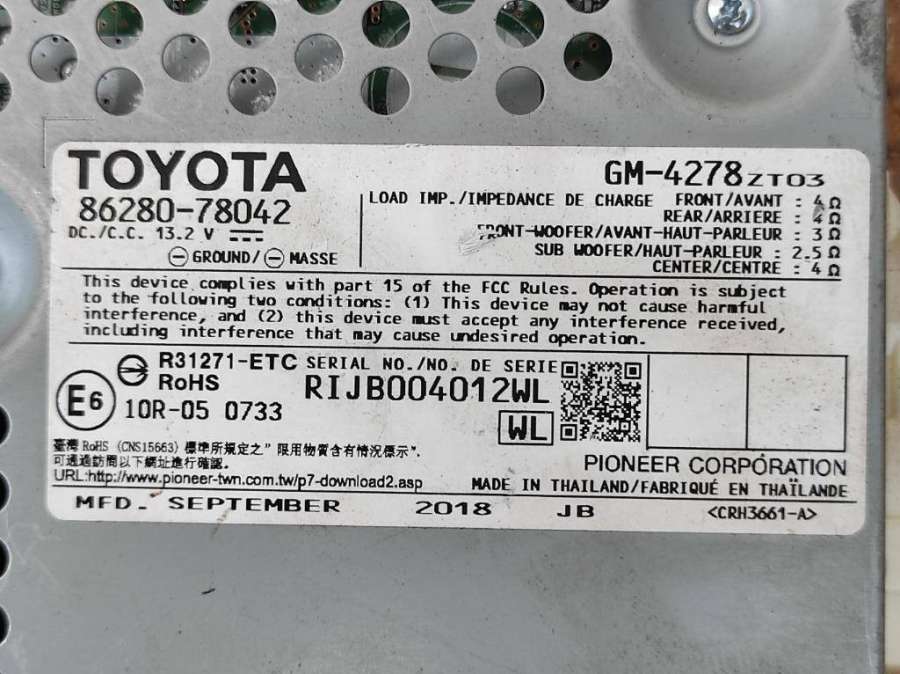 TOYOTA
86280-78042
DC./C.C. 13.2 V
GROUND/ MASSE
GM-4278ZT03
LOAD IMP./IMPEDANCE DE CHARGE FRONT/AVANT : 4Ω
REAR/ARRIERE : 4Ω
FRONT-WOOFER/AVANT-HAUT-PARLEUR : 3Ω
SUB WOOFER/HAUT-PARLEUR : 2.5Ω
CENTER/CENTRE : 4Ω
This device complies with part 15 of the FCC Rules. Operation is subject
to the following two conditions: (1) This device may not cause harmful
interference, and (2) this device must accept any interference received,
including interference that may cause undesired operation.
R31271-ETC
RoHS
E6
10R-05 0733
SERIAL NO./NO. DE SERIE
RIJB004012WL
WL
臺灣 RoHS (CNS15663) 標準所規定之"限用物質含有情況標示",
可透過訪問以下網址進行確認。
URL:http://www.pioneer-twn.com.tw/p7-download2.asp
PIONEER CORPORATION
MADE IN THAILAND/FABRIQUÉ EN THAÏLANDE
MFD. SEPTEMBER 2018 JB <CRH3661-A>